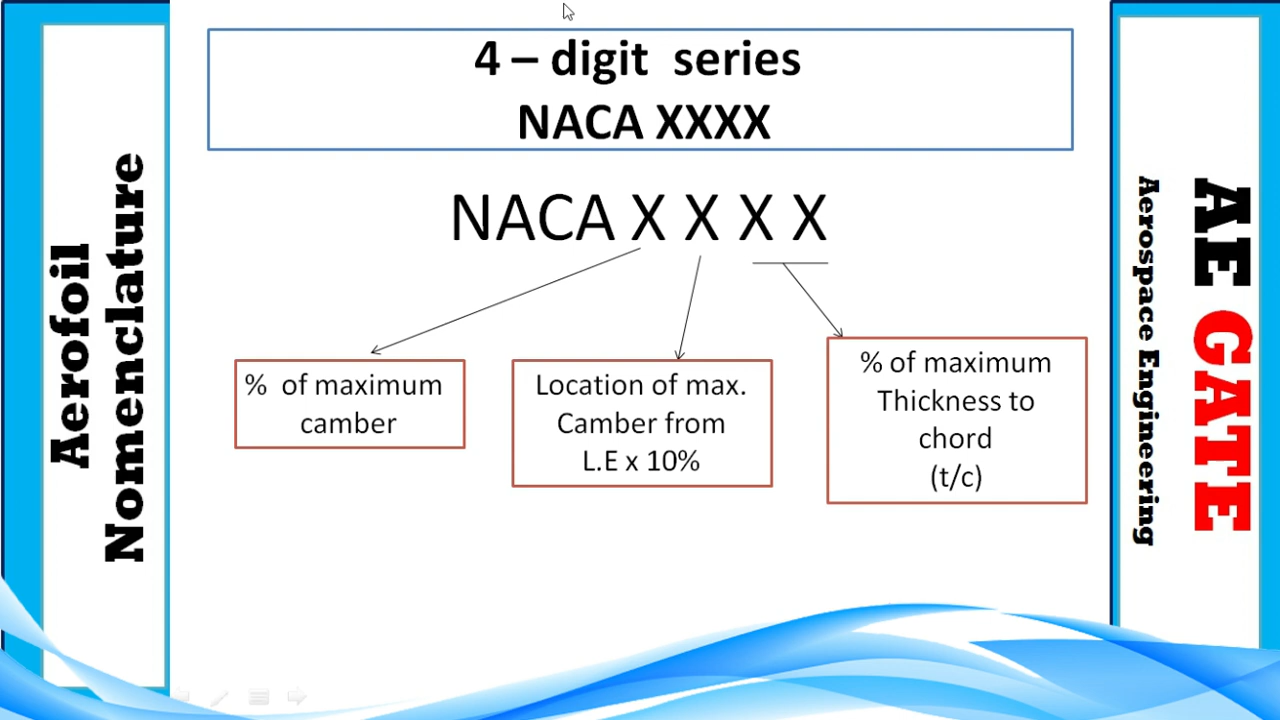 Aerofoil
Nomenclature
4 – digit series
NACA XXXX
NACA X X X X
% of maximum
camber
Location of max.
Camber from
L.E x 10%
% of maximum
Thickness to
chord
(t/c)
AE GATE
Aerospace Engineering